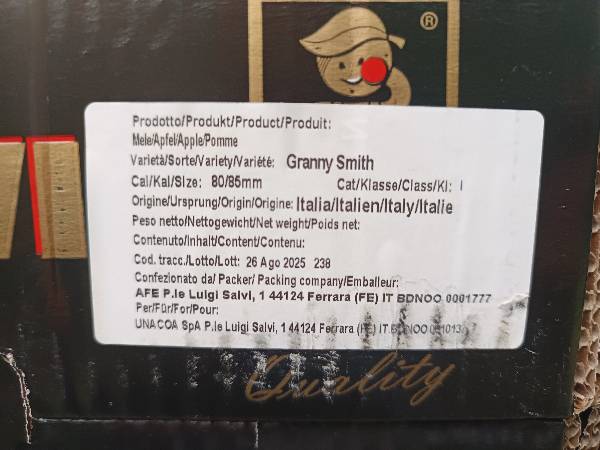 ®
Prodotto/Produkt/Product/Produit:
Mele/Apfel/Apple/Pomme
Varietà/Sorte/Variety/Variété: Granny Smith
Cal/Kal/Size: 80/85mm Cat/Klasse/Class/Kl: I
Origine/Ursprung/Origin/Origine: Italia/Italien/Italy/Italie
Peso netto/Nettogewicht/Net weight/Poids net:
Contenuto/Inhalt/Content/Contenu:
Cod. tracc./Lotto/Lott: 26 Ago 2025 238
Confezionato da/ Packer/ Packing company/Emballeur:
AFE P.le Luigi Salvi, 1 44124 Ferrara (FE) IT BDNOO 0001777
Per/Für/For/Pour:
UNACOA SpA P.le Luigi Salvi, 1 44124 Ferrara (FE) IT
Quality